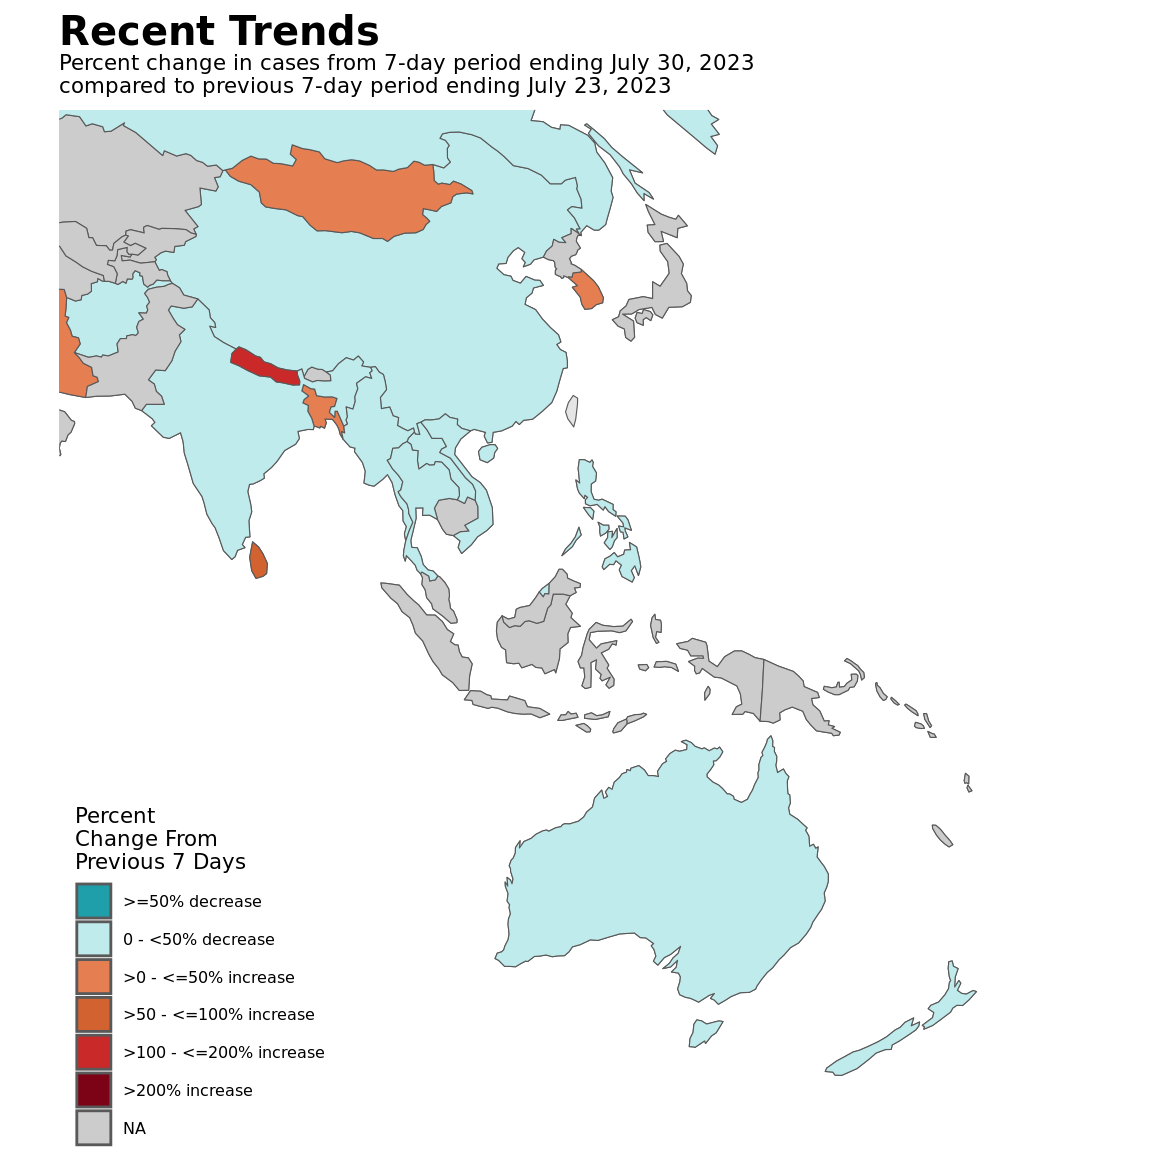 Recent Trends
Percent change in cases from 7-day period ending July 30, 2023
compared to previous 7-day period ending July 23, 2023
Percent
Change From
Previous 7 Days
>=50% decrease
0 - <50% decrease
>0 - <=50% increase
>50 - <=100% increase
>100 - <=200% increase
>200% increase
NA